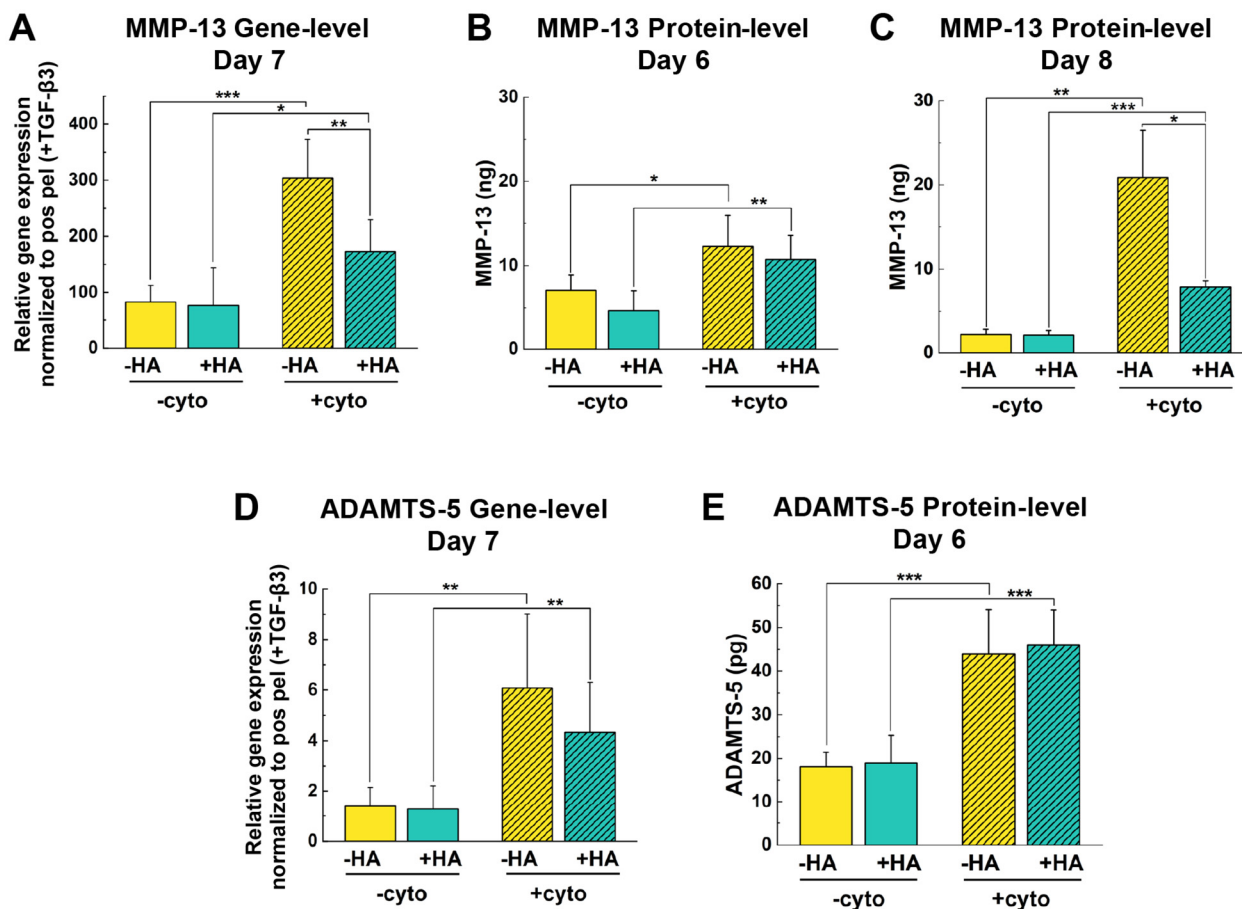 A
MMP-13 Gene-level
Day 7
Relative gene expression
normalized to pos pel (+TGF-β3)
400
300
200
100
0
***
*
**
-HA
+HA
-HA
+HA
-cyto
+cyto
B
MMP-13 Protein-level
Day 6
MMP-13 (ng)
30
20
10
0
*
**
-HA
+HA
-HA
+HA
-cyto
+cyto
C
MMP-13 Protein-level
Day 8
MMP-13 (ng)
30
20
10
0
**
***
*
-HA
+HA
-HA
+HA
-cyto
+cyto
D
ADAMTS-5 Gene-level
Day 7
Relative gene expression
normalized to pos pel (+TGF-β3)
10
8
6
4
2
0
**
**
-HA
+HA
-HA
+HA
-cyto
+cyto
E
ADAMTS-5 Protein-level
Day 6
ADAMTS-5 (pg)
60
50
40
30
20
10
0
***
***
-HA
+HA
-HA
+HA
-cyto
+cyto